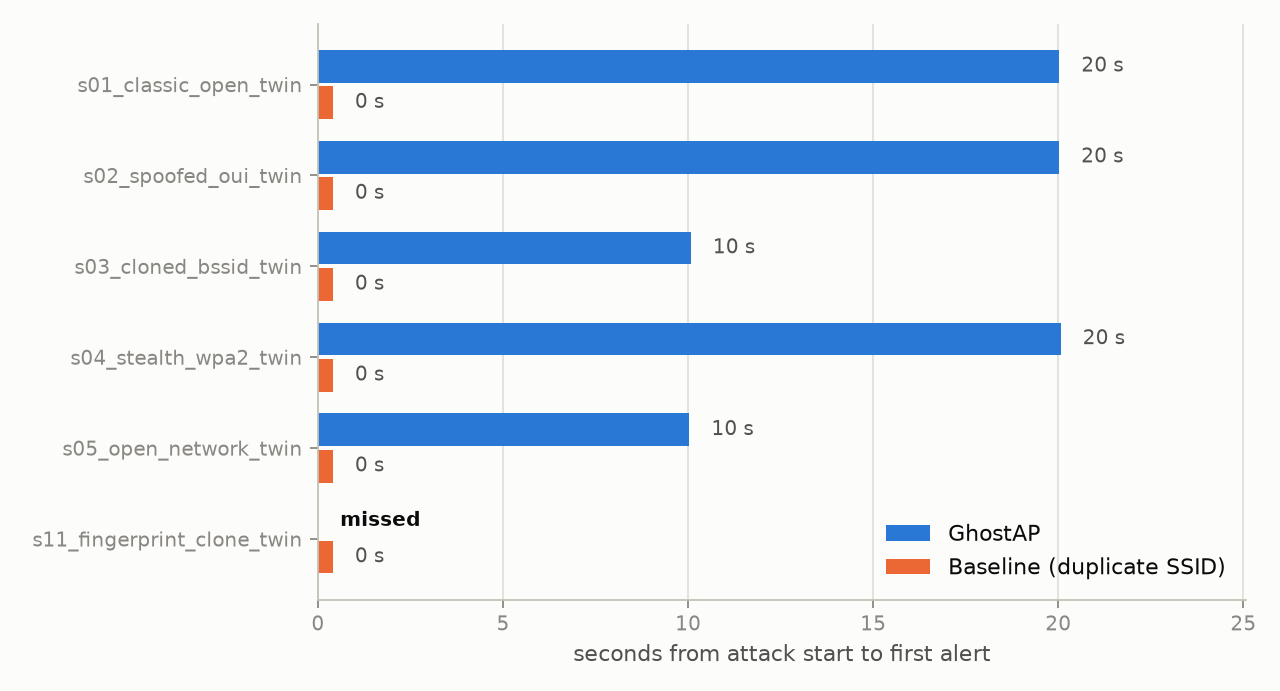 s01_classic_open_twin
20 s
0 s
s02_spoofed_oui_twin
20 s
0 s
s03_cloned_bssid_twin
10 s
0 s
s04_stealth_wpa2_twin
20 s
0 s
s05_open_network_twin
10 s
0 s
s11_fingerprint_clone_twin
missed
0 s
GhostAP
Baseline (duplicate SSID)
0 5 10 15 20 25
seconds from attack start to first alert